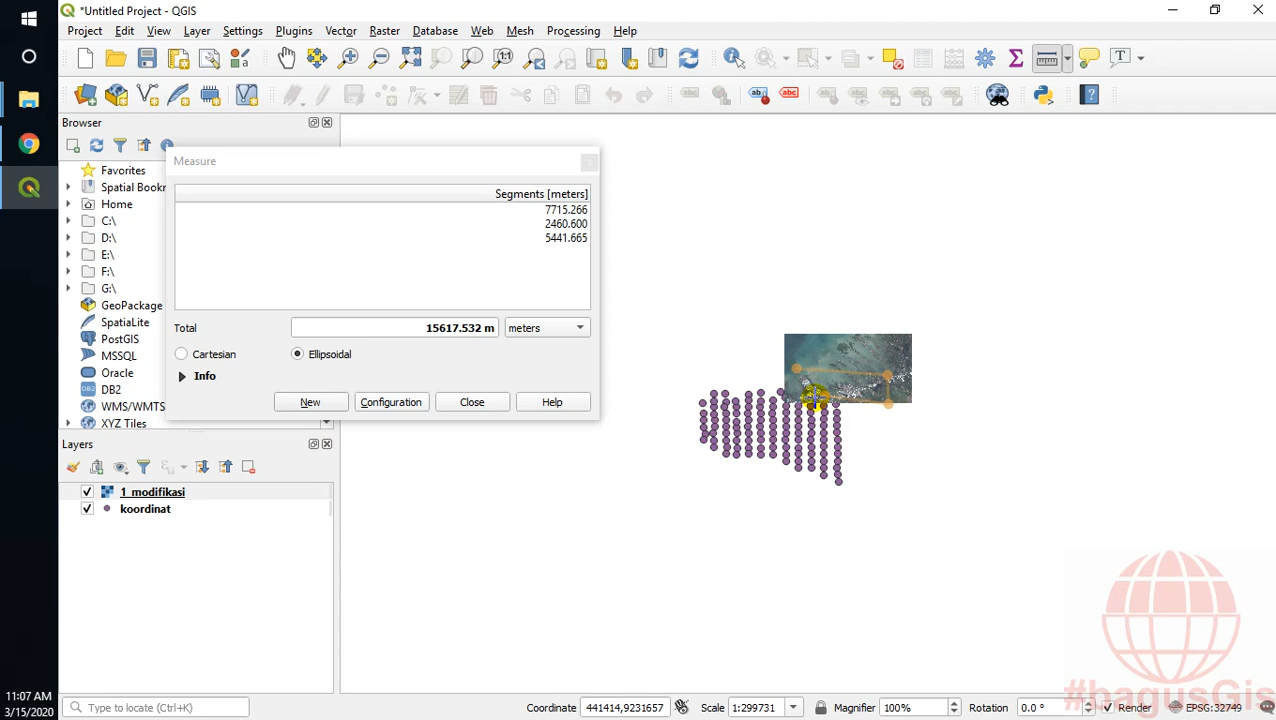 *Untitled Project - QGIS
Project Edit View Layer Settings Plugins Vector Raster Database Web Mesh Processing Help
Browser
Favorites
Spatial Bookm
Home
C:\
D:\
E:\
F:\
G:\
GeoPackage
SpatiaLite
PostGIS
MSSQL
Oracle
DB2
WMS/WMTS
XYZ Tiles
Measure
Segments [meters]
7715.266
2460.600
5441.665
Total 15617.532 m meters
Cartesian Ellipsoidal
Info
New Configuration Close Help
Layers
1_modifikasi
koordinat
#bagusGis
11:07 AM
3/15/2020
Type to locate (Ctrl+K) Coordinate 441414,9231657 Scale 1:299731 Magnifier 100% Rotation 0.0 ° Render EPSG:32749